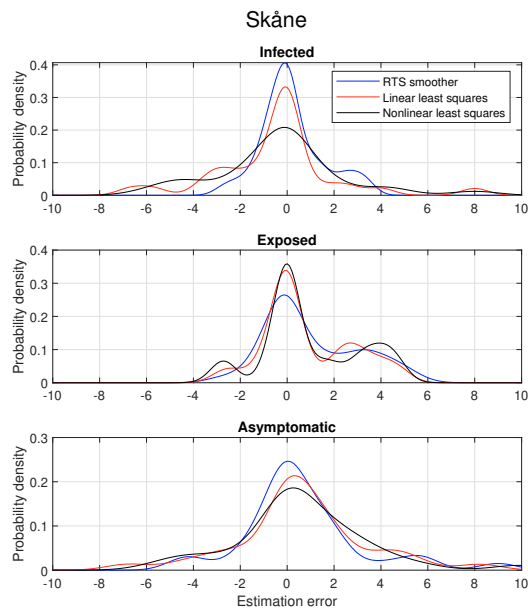 Skåne
Infected
Probability density
0.4
0.3
0.2
0.1
0
RTS smoother
Linear least squares
Nonlinear least squares
-10 -8 -6 -4 -2 0 2 4 6 8 10
Exposed
Probability density
0.4
0.3
0.2
0.1
0
-10 -8 -6 -4 -2 0 2 4 6 8 10
Asymptomatic
Probability density
0.3
0.2
0.1
0
-10 -8 -6 -4 -2 0 2 4 6 8 10
Estimation error